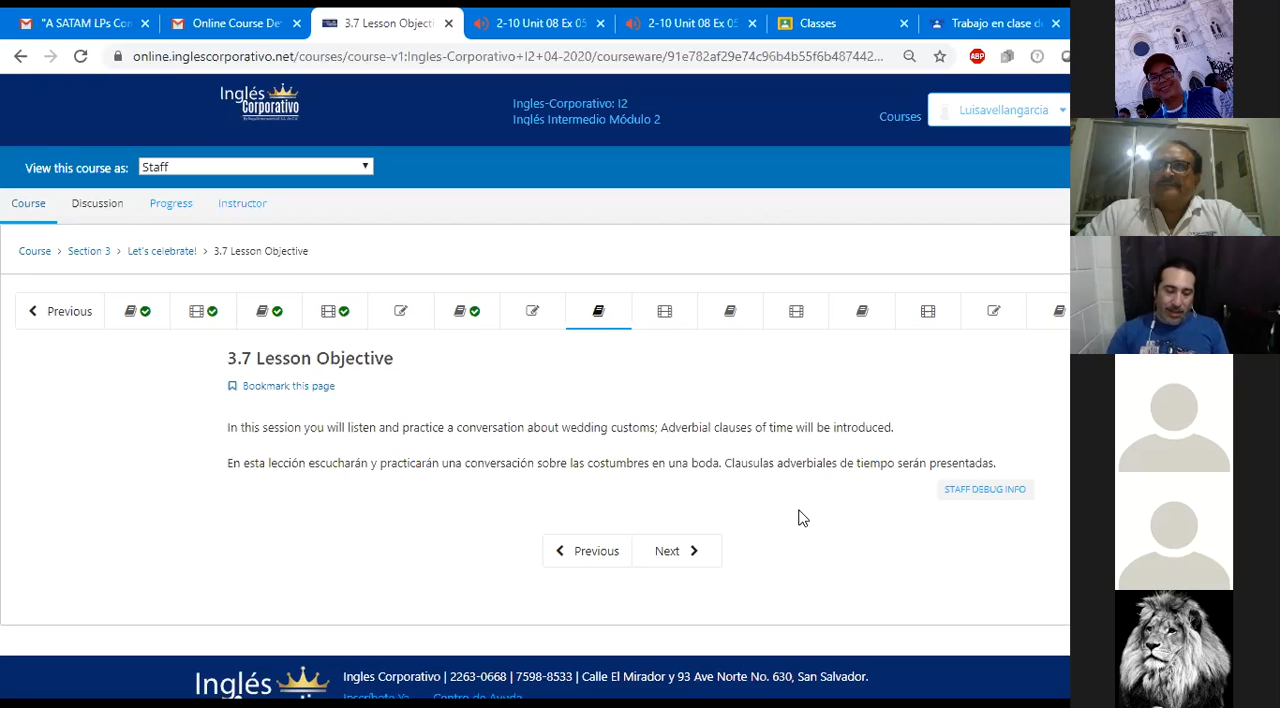 "A SATAM LPs Con
Online Course De
3.7 Lesson Objecti
2-10 Unit 08 Ex 05
2-10 Unit 08 Ex 05
Classes
Trabajo en clase de
online.inglescorporativo.net/courses/course-v1:Ingles-Corporativo+I2+04-2020/courseware/91e782af29e74c96b4b55f6b487442...
ABP
Inglés
Corporativo
Ingles-Corporativo: I2
Inglés Intermedio Módulo 2
Courses
Luisavellangarcia
View this course as:
Staff
Course
Discussion
Progress
Instructor
Course > Section 3 > Let's celebrate! > 3.7 Lesson Objective
Previous
3.7 Lesson Objective
Bookmark this page
In this session you will listen and practice a conversation about wedding customs; Adverbial clauses of time will be introduced.
En esta lección escucharán y practicarán una conversación sobre las costumbres en una boda. Clausulas adverbiales de tiempo serán presentadas.
STAFF DEBUG INFO
Previous
Next
Inglés
Ingles Corporativo | 2263-0668 | 7598-8533 | Calle El Mirador y 93 Ave Norte No. 630, San Salvador.
Inscríbete Ya
Centro de Ayuda